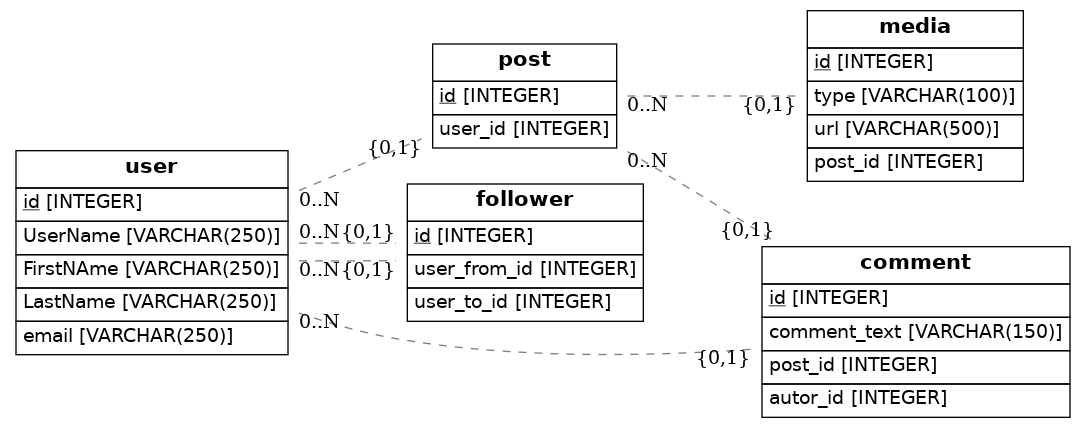 user
id [INTEGER]
UserName [VARCHAR(250)]
FirstNAme [VARCHAR(250)]
LastName [VARCHAR(250)]
email [VARCHAR(250)]
post
id [INTEGER]
user_id [INTEGER]
follower
id [INTEGER]
user_from_id [INTEGER]
user_to_id [INTEGER]
media
id [INTEGER]
type [VARCHAR(100)]
url [VARCHAR(500)]
post_id [INTEGER]
comment
id [INTEGER]
comment_text [VARCHAR(150)]
post_id [INTEGER]
autor_id [INTEGER]
{0,1}
0..N
0..N{0,1}
0..N{0,1}
0..N
{0,1}
0..N
{0,1}
0..N
{0,1}